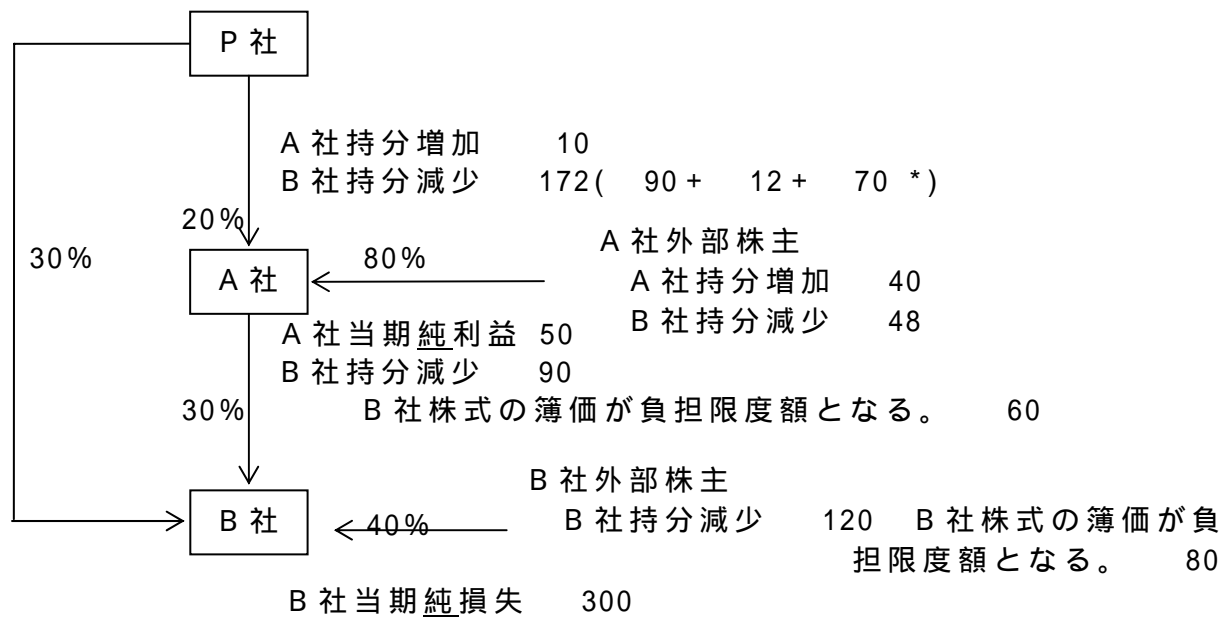 P社
A社持分増加 10
B社持分減少 172( 90+ 12+ 70 *)
20%
30%
80%
A社外部株主
A社持分増加 40
B社持分減少 48
A社
A社当期純利益 50
B社持分減少 90
30%
B社株式の簿価が負担限度額となる。 60
B社外部株主
B社
40%
B社持分減少 120 B社株式の簿価が負
担限度額となる。 80
B社当期純損失 300